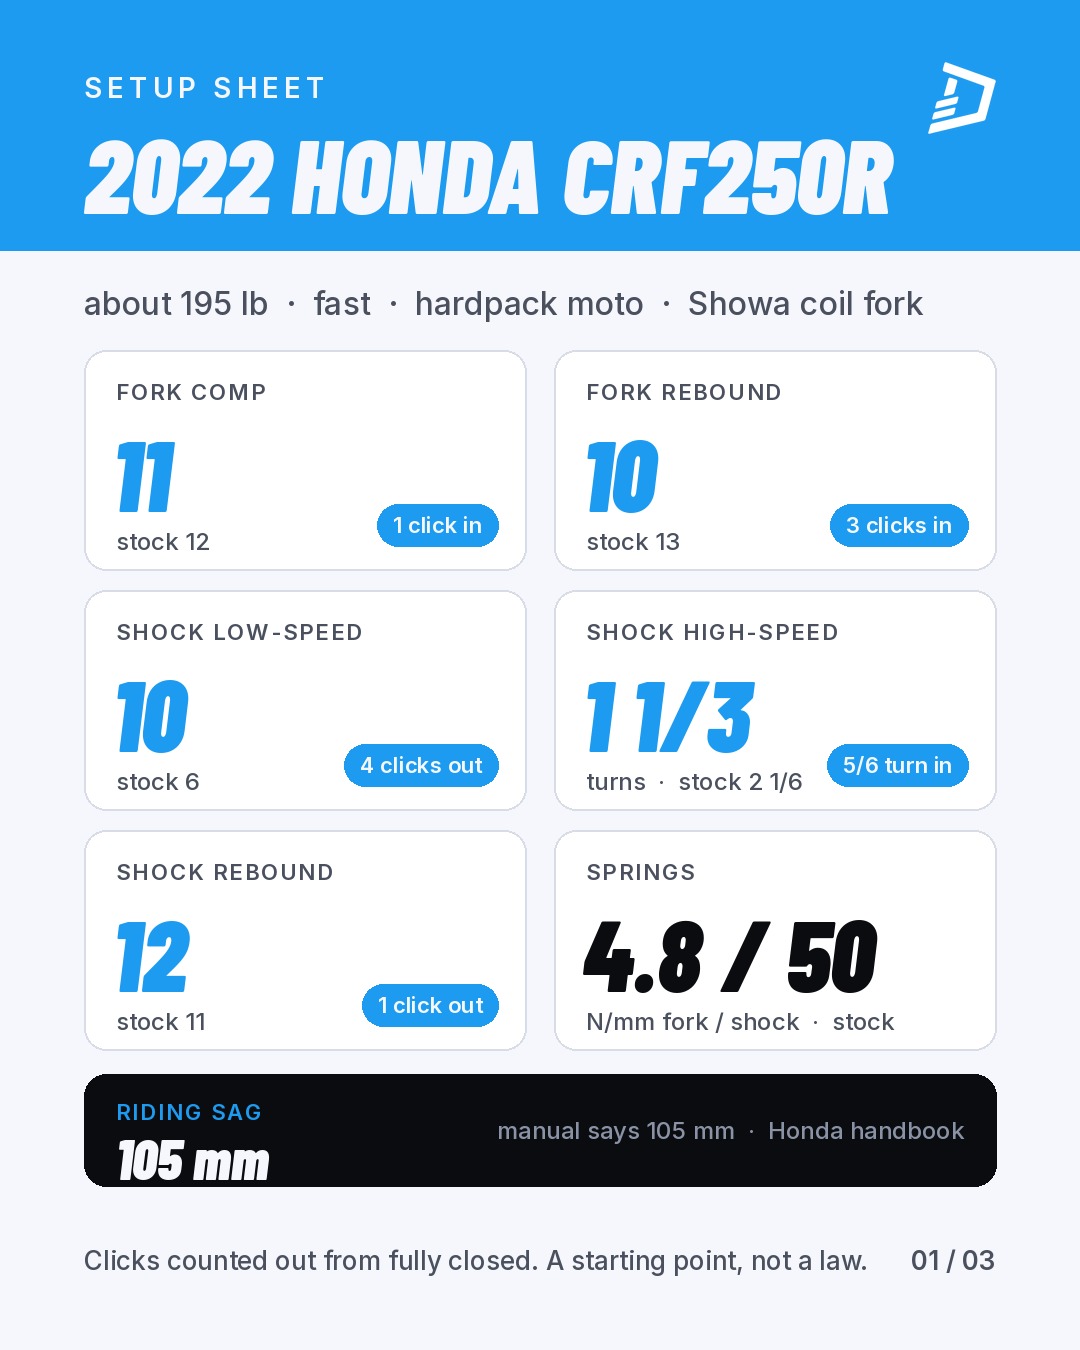 SETUP SHEET
2022 HONDA CRF250R
about 195 lb · fast · hardpack moto · Showa coil fork
FORK COMP
11
stock 12
1 click in
FORK REBOUND
10
stock 13
3 clicks in
SHOCK LOW-SPEED
10
stock 6
4 clicks out
SHOCK HIGH-SPEED
1 1/3
turns · stock 2 1/6
5/6 turn in
SHOCK REBOUND
12
stock 11
1 click out
SPRINGS
4.8 / 50
N/mm fork / shock · stock
RIDING SAG
105 mm
manual says 105 mm · Honda handbook
Clicks counted out from fully closed. A starting point, not a law.
01 / 03